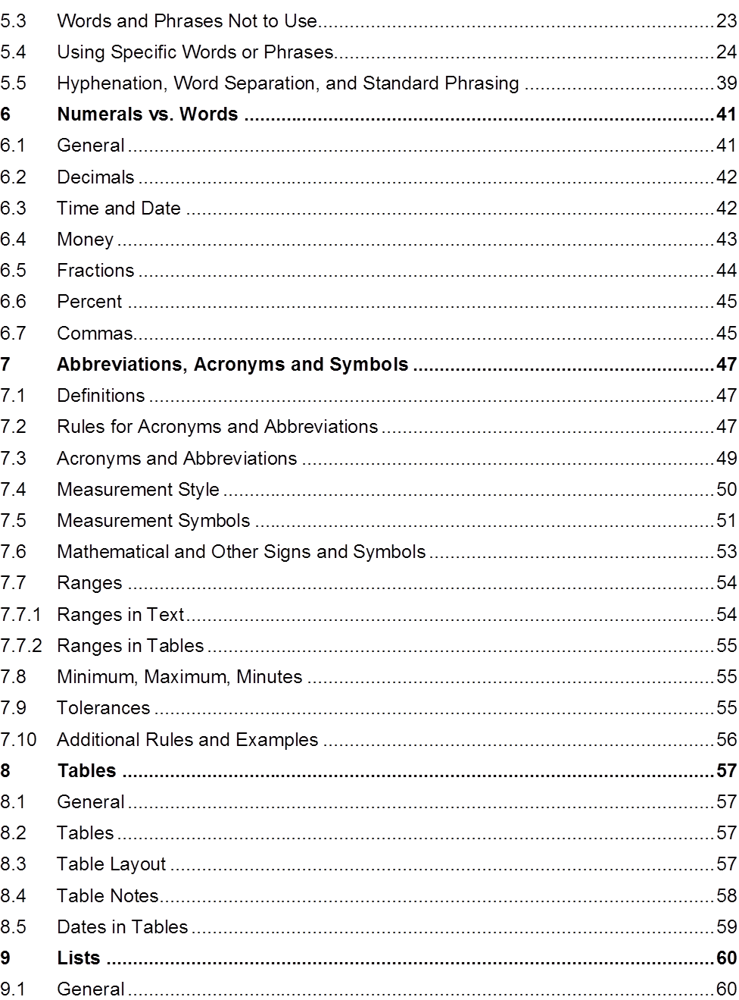 5.3 Words and Phrases Not to Use 23
5.4 Using Specific Words or Phrases 24
5.5 Hyphenation, Word Separation, and Standard Phrasing 39
6 Numerals vs. Words 41
6.1 General 41
6.2 Decimals 42
6.3 Time and Date 42
6.4 Money 43
6.5 Fractions 44
6.6 Percent 45
6.7 Commas 45
7 Abbreviations, Acronyms and Symbols 47
7.1 Definitions 47
7.2 Rules for Acronyms and Abbreviations 47
7.3 Acronyms and Abbreviations 49
7.4 Measurement Style 50
7.5 Measurement Symbols 51
7.6 Mathematical and Other Signs and Symbols 53
7.7 Ranges 54
7.7.1 Ranges in Text 54
7.7.2 Ranges in Tables 55
7.8 Minimum, Maximum, Minutes 55
7.9 Tolerances 55
7.10 Additional Rules and Examples 56
8 Tables 57
8.1 General 57
8.2 Tables 57
8.3 Table Layout 57
8.4 Table Notes 58
8.5 Dates in Tables 59
9 Lists 60
9.1 General 60